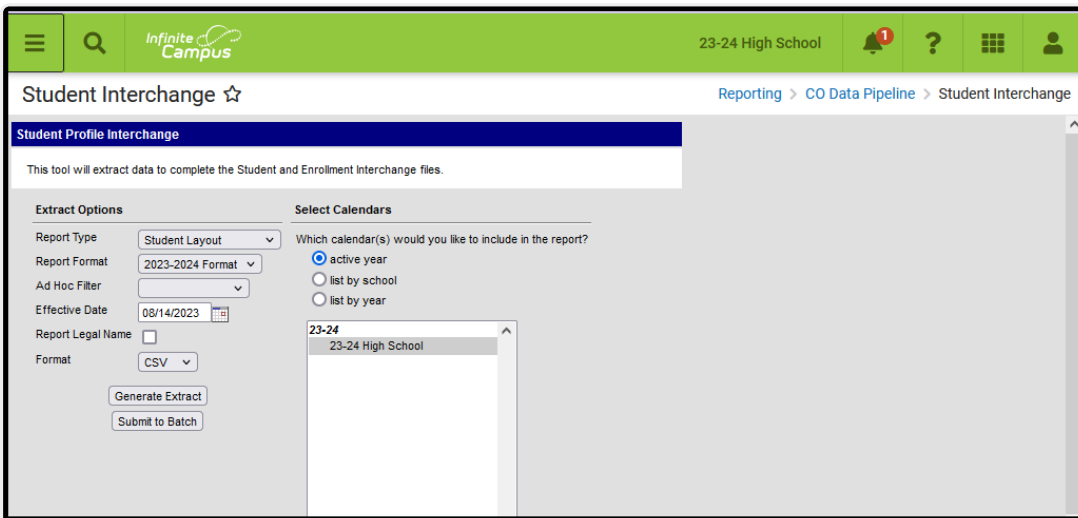 Infinite Campus
23-24 High School
1
?
Student Interchange
Reporting > CO Data Pipeline > Student Interchange
Student Profile Interchange
This tool will extract data to complete the Student and Enrollment Interchange files.
Extract Options
Select Calendars
Report Type
Student Layout
Which calendar(s) would you like to include in the report?
Report Format
2023-2024 Format
active year
Ad Hoc Filter
list by school
Effective Date
08/14/2023
list by year
Report Legal Name
23-24
23-24 High School
Format
CSV
Generate Extract
Submit to Batch